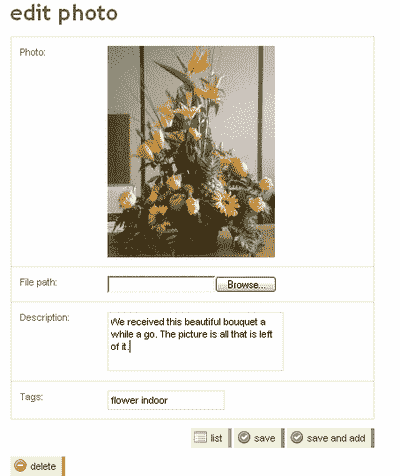 edit photo
Photo:
File path:
Browse...
Description:
We received this beautiful bouquet a
while a go. The picture is all that is left
of it.
Tags:
flower indoor
list save save and add
delete